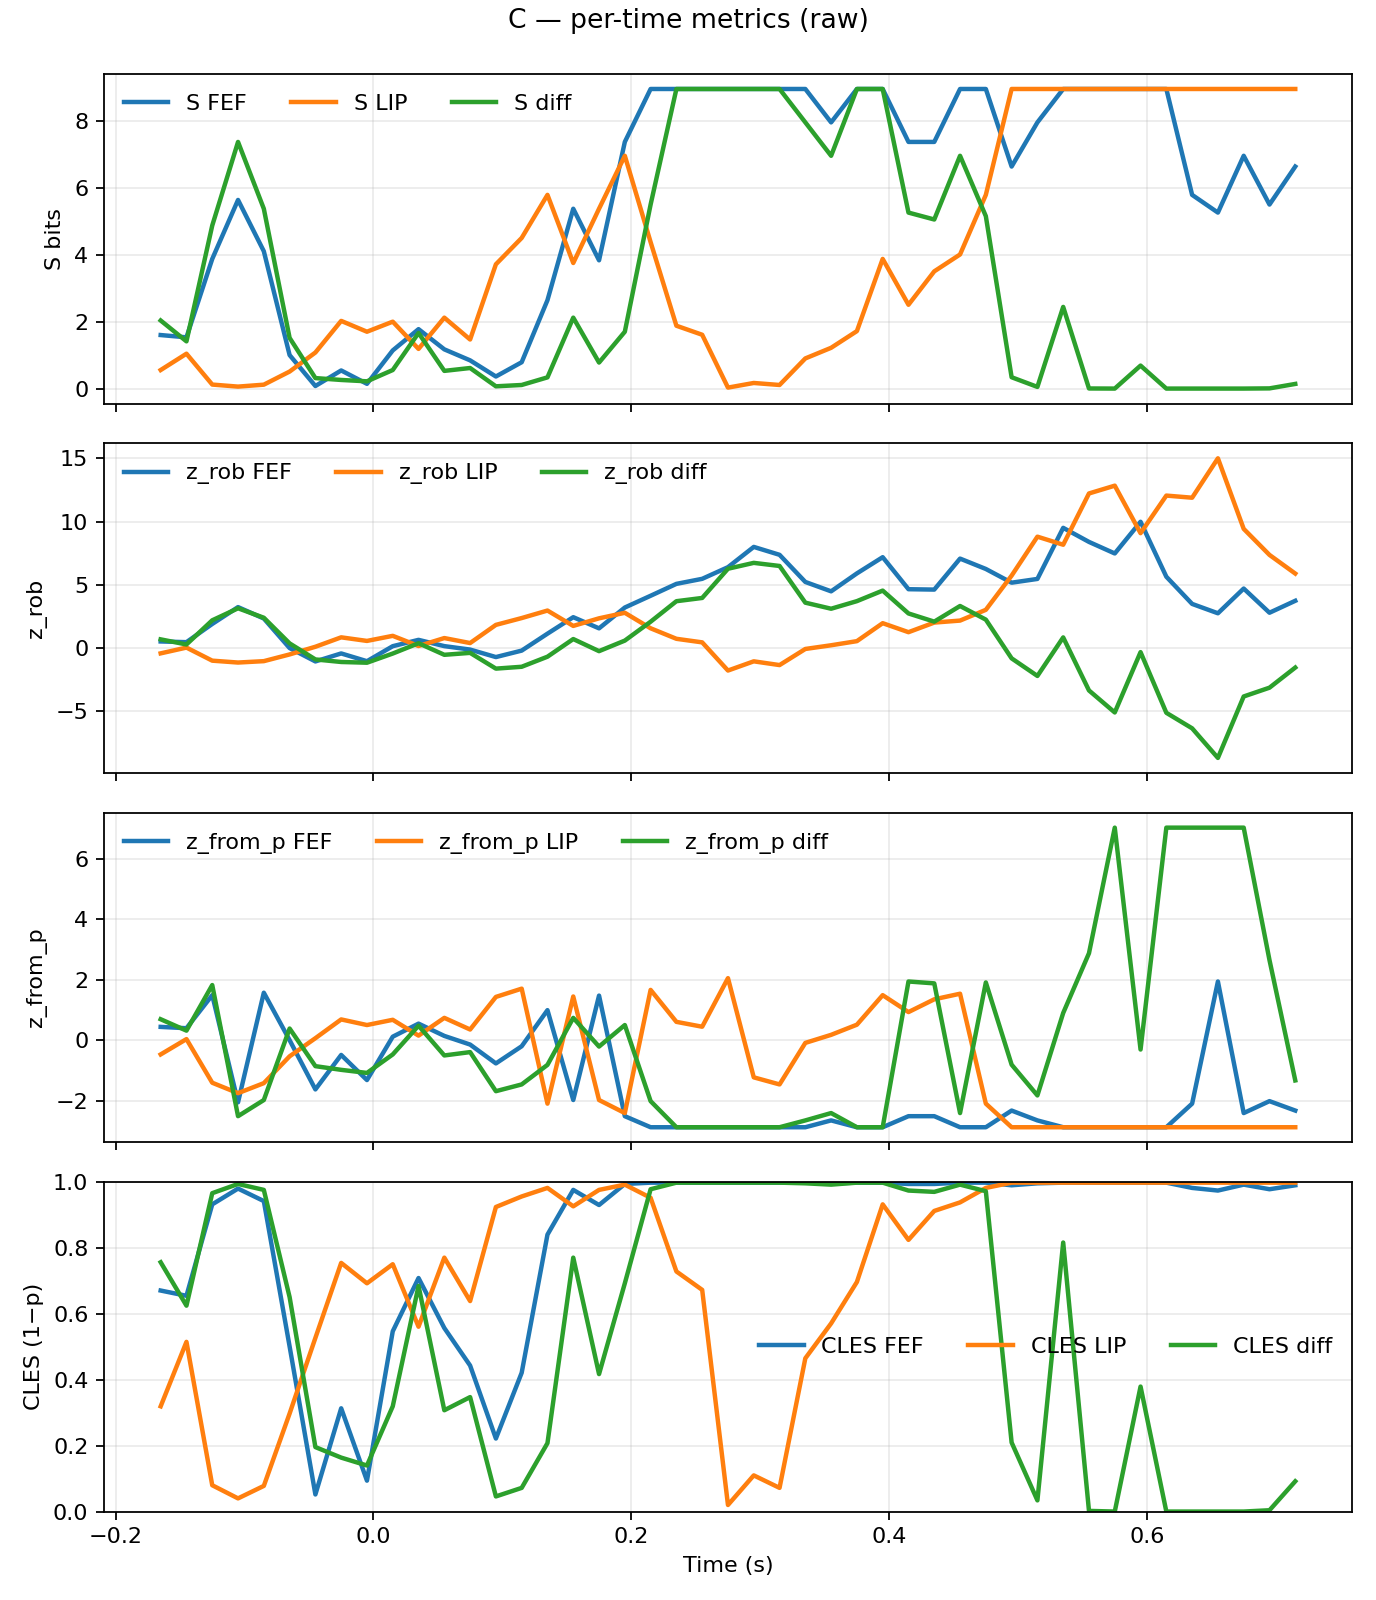 C — per-time metrics (raw)
S FEF S LIP S diff
8
6
4
2
0
S bits
z_rob FEF z_rob LIP z_rob diff
15
10
5
0
−5
z_rob
z_from_p FEF z_from_p LIP z_from_p diff
6
4
2
0
−2
z_from_p
1.0
0.8
0.6
0.4
0.2
0.0
CLES (1−p)
CLES FEF CLES LIP CLES diff
−0.2 0.0 0.2 0.4 0.6
Time (s)